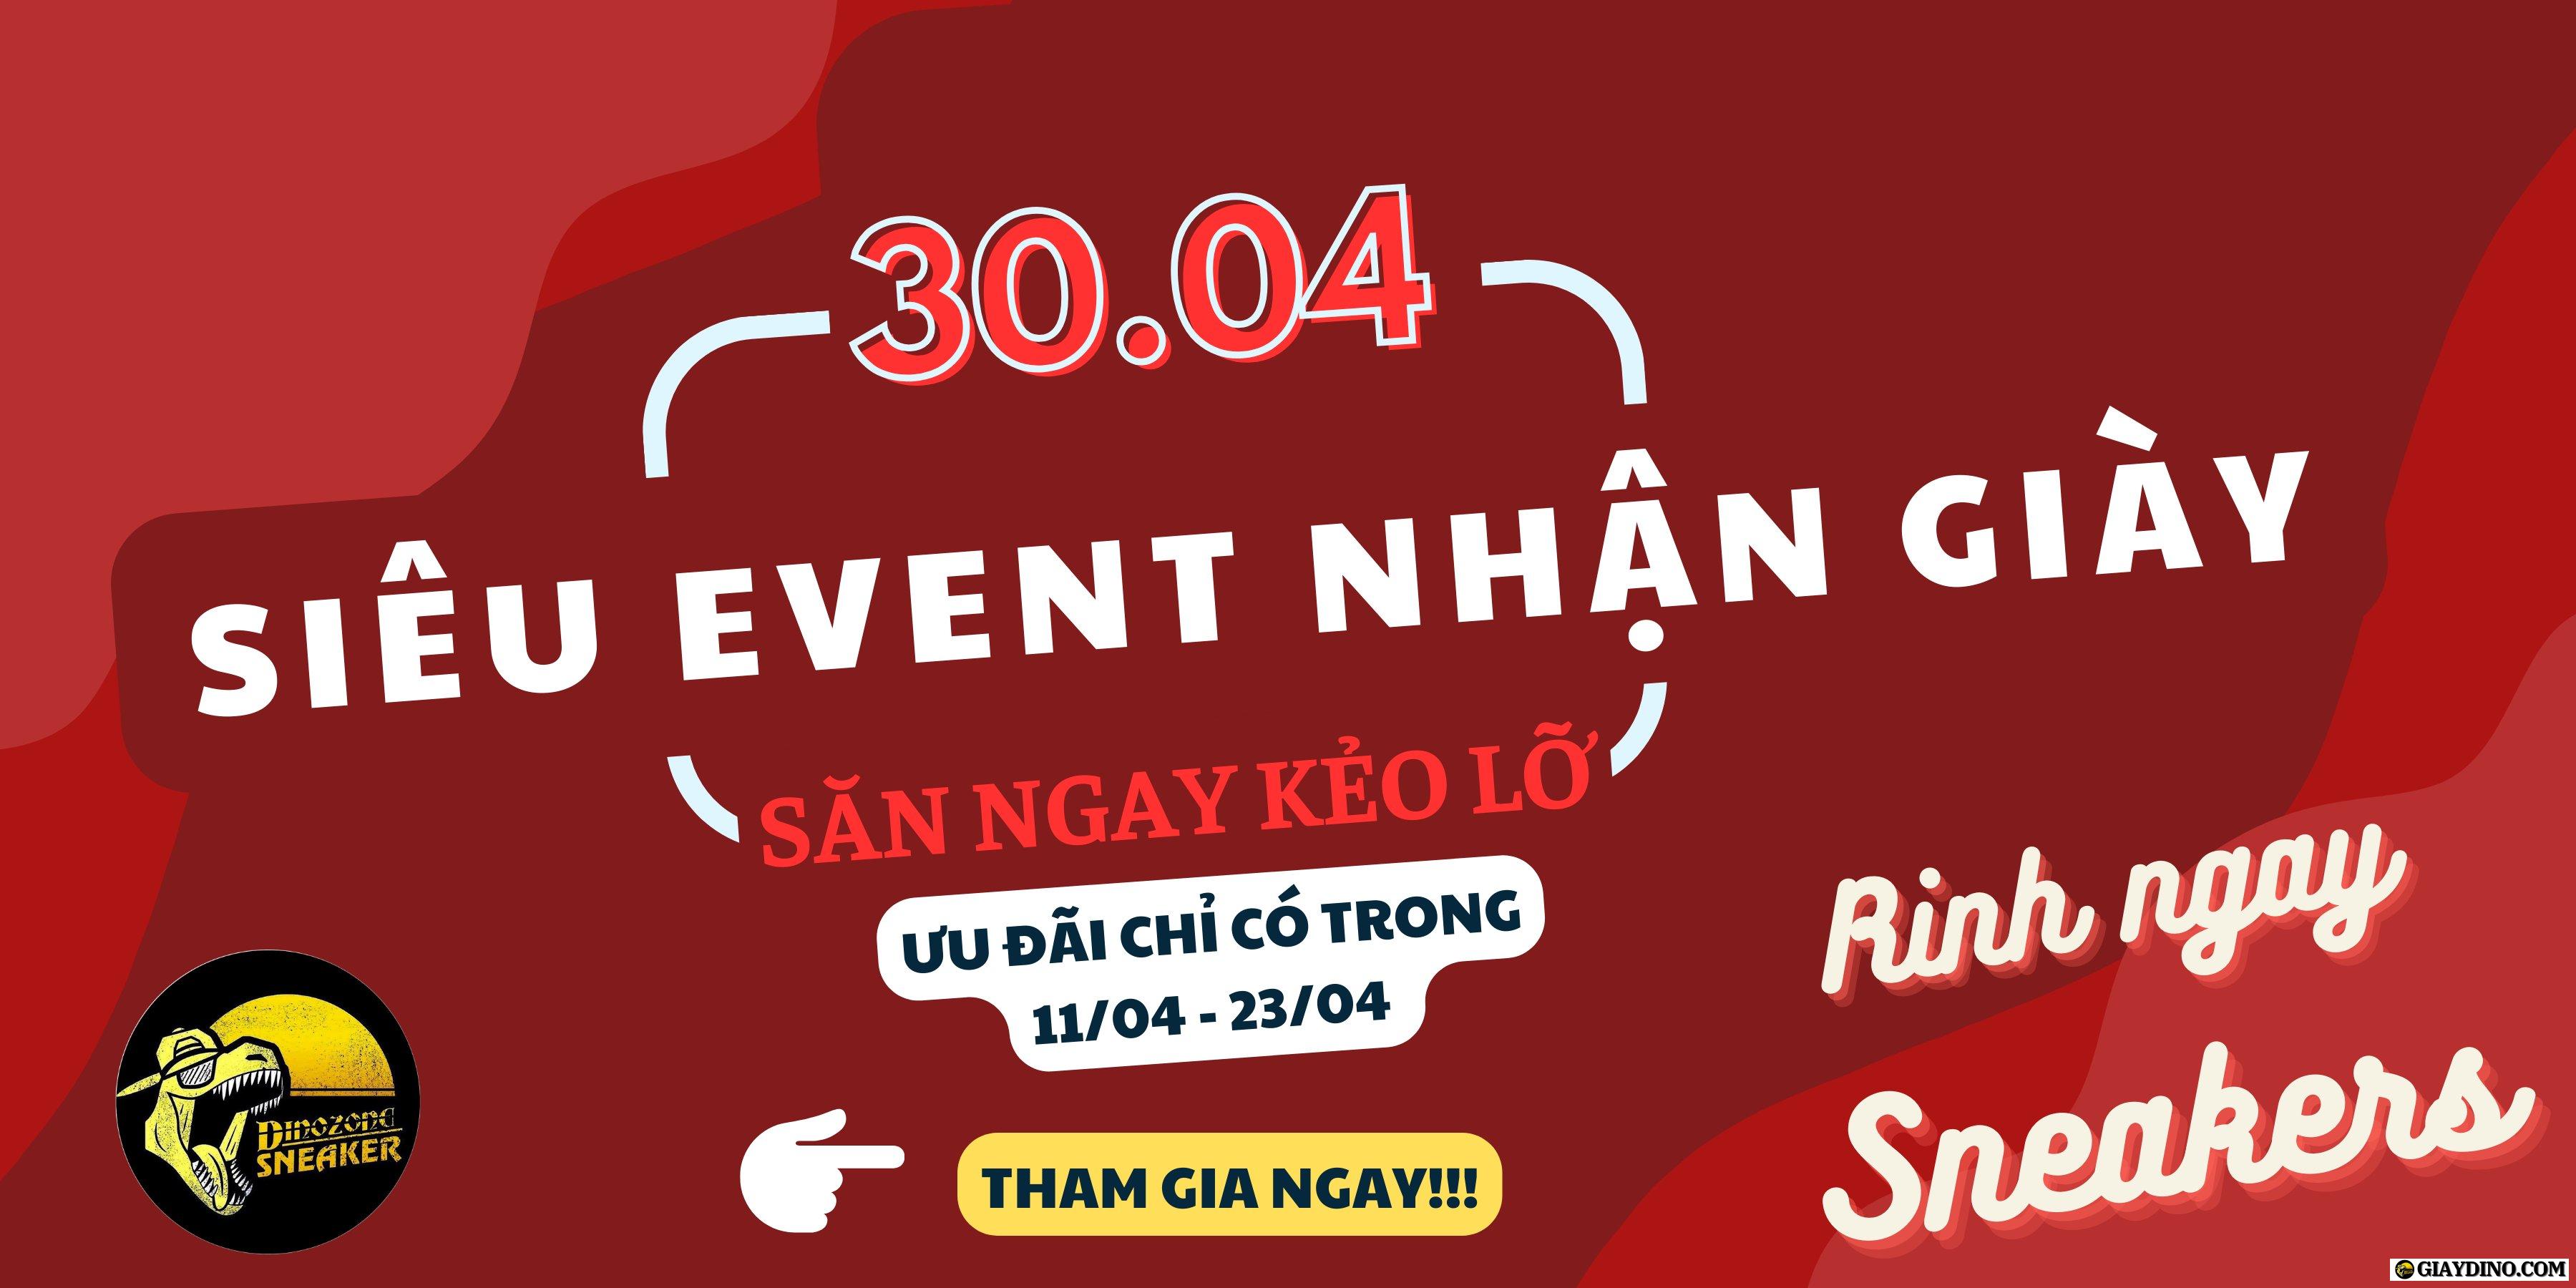 30.04
SIÊU EVENT NHẬN GIÀY
SĂN NGAY KẺO LỠ
ƯU ĐÃI CHỈ CÓ TRONG
11/04 - 23/04
THAM GIA NGAY!!!
Rinh ngay
Sneakers
DINOZONE
SNEAKER
GIAYDINO.COM